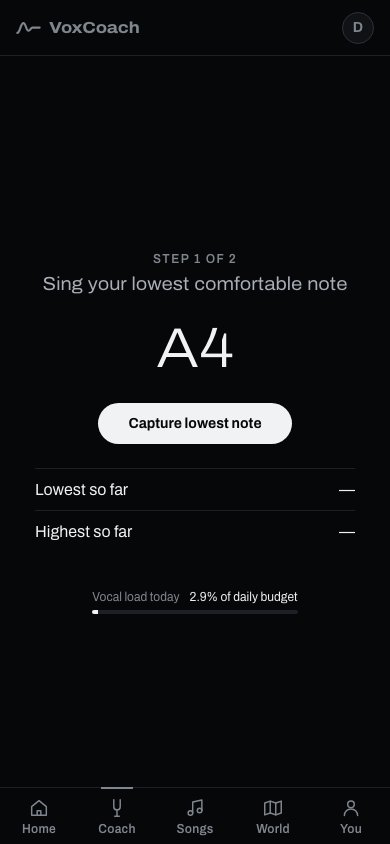 VoxCoach
D
STEP 1 OF 2
Sing your lowest comfortable note
A4
Capture lowest note
Lowest so far —
Highest so far —
Vocal load today 2.9% of daily budget
Home Coach Songs World You